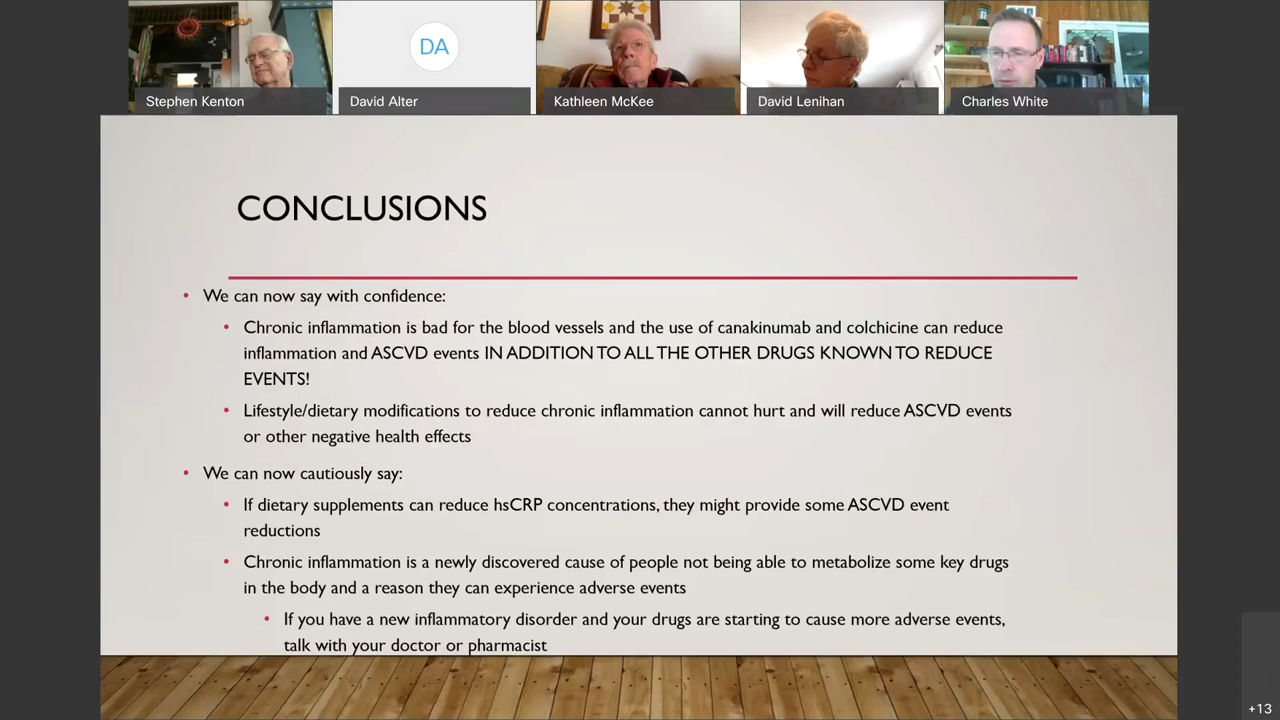 DA
Stephen Kenton
David Alter
Kathleen McKee
David Lenihan
Charles White
CONCLUSIONS
• We can now say with confidence:
• Chronic inflammation is bad for the blood vessels and the use of canakinumab and colchicine can reduce
inflammation and ASCVD events IN ADDITION TO ALL THE OTHER DRUGS KNOWN TO REDUCE
EVENTS!
• Lifestyle/dietary modifications to reduce chronic inflammation cannot hurt and will reduce ASCVD events
or other negative health effects
• We can now cautiously say:
• If dietary supplements can reduce hsCRP concentrations, they might provide some ASCVD event
reductions
• Chronic inflammation is a newly discovered cause of people not being able to metabolize some key drugs
in the body and a reason they can experience adverse events
• If you have a new inflammatory disorder and your drugs are starting to cause more adverse events,
talk with your doctor or pharmacist
+13